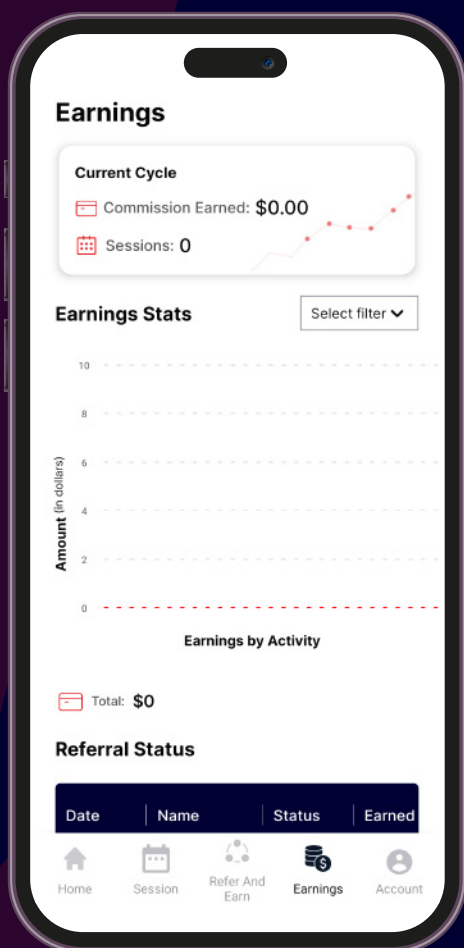 Earnings
Current Cycle
Commission Earned: $0.00
Sessions: 0
Earnings Stats
Select filter
10
8
6
4
2
0
Amount (in dollars)
Earnings by Activity
Total: $0
Referral Status
Date Name Status Earned
Home Session Refer And Earn Earnings Account